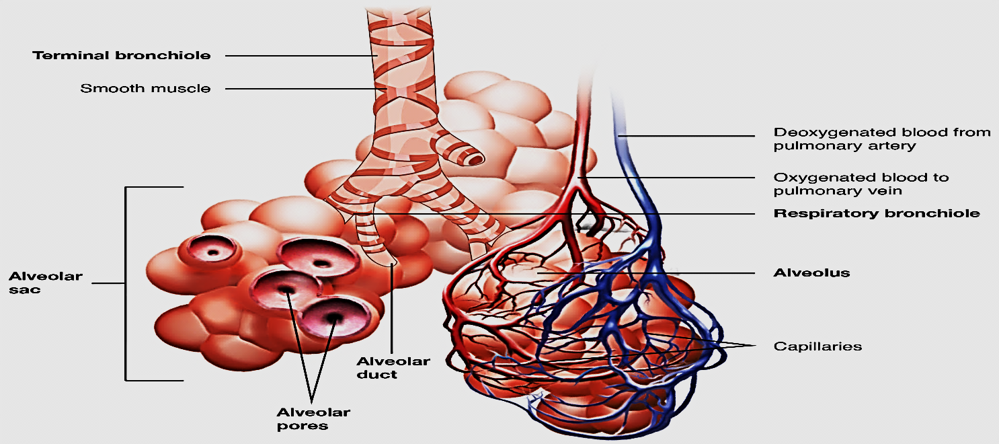 Terminal bronchiole
Smooth muscle
Deoxygenated blood from
pulmonary artery
Oxygenated blood to
pulmonary vein
Respiratory bronchiole
Alveolar
sac
Alveolus
Capillaries
Alveolar
duct
Alveolar
pores